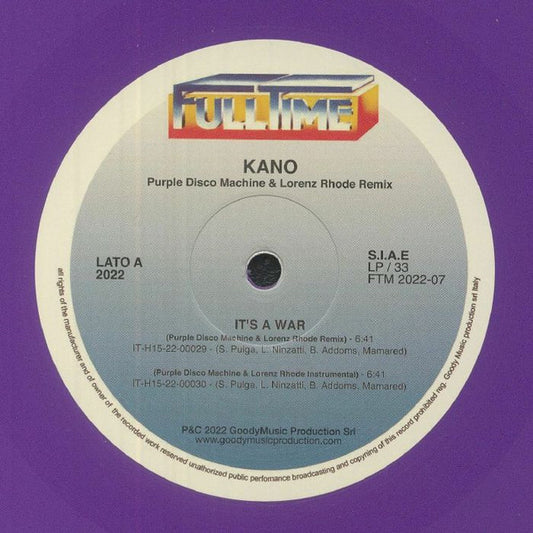 FULLTIME
KANO
Purple Disco Machine & Lorenz Rhode Remix
LATO A
2022
S.I.A.E
LP / 33
FTM 2022-07
IT'S A WAR
(Purple Disco Machine & Lorenz Rhode Remix) - 6:41
IT-H15-22-00029 - (S. Pulga, L. Ninzatti, B. Addoms, Mamared)
(Purple Disco Machine & Lorenz Rhode Instrumental) - 6:41
IT-H15-22-00030 - (S. Pulga, L. Ninzatti, B. Addoms, Mamared)
P&C 2022 GoodyMusic Production Srl
www.goodymusicproduction.com
all rights of the manufacturer and of owner of the recorded work reserved unathorized public perfomance broadcasting and copying of this record prohibited reg. Goody Music production srl italy